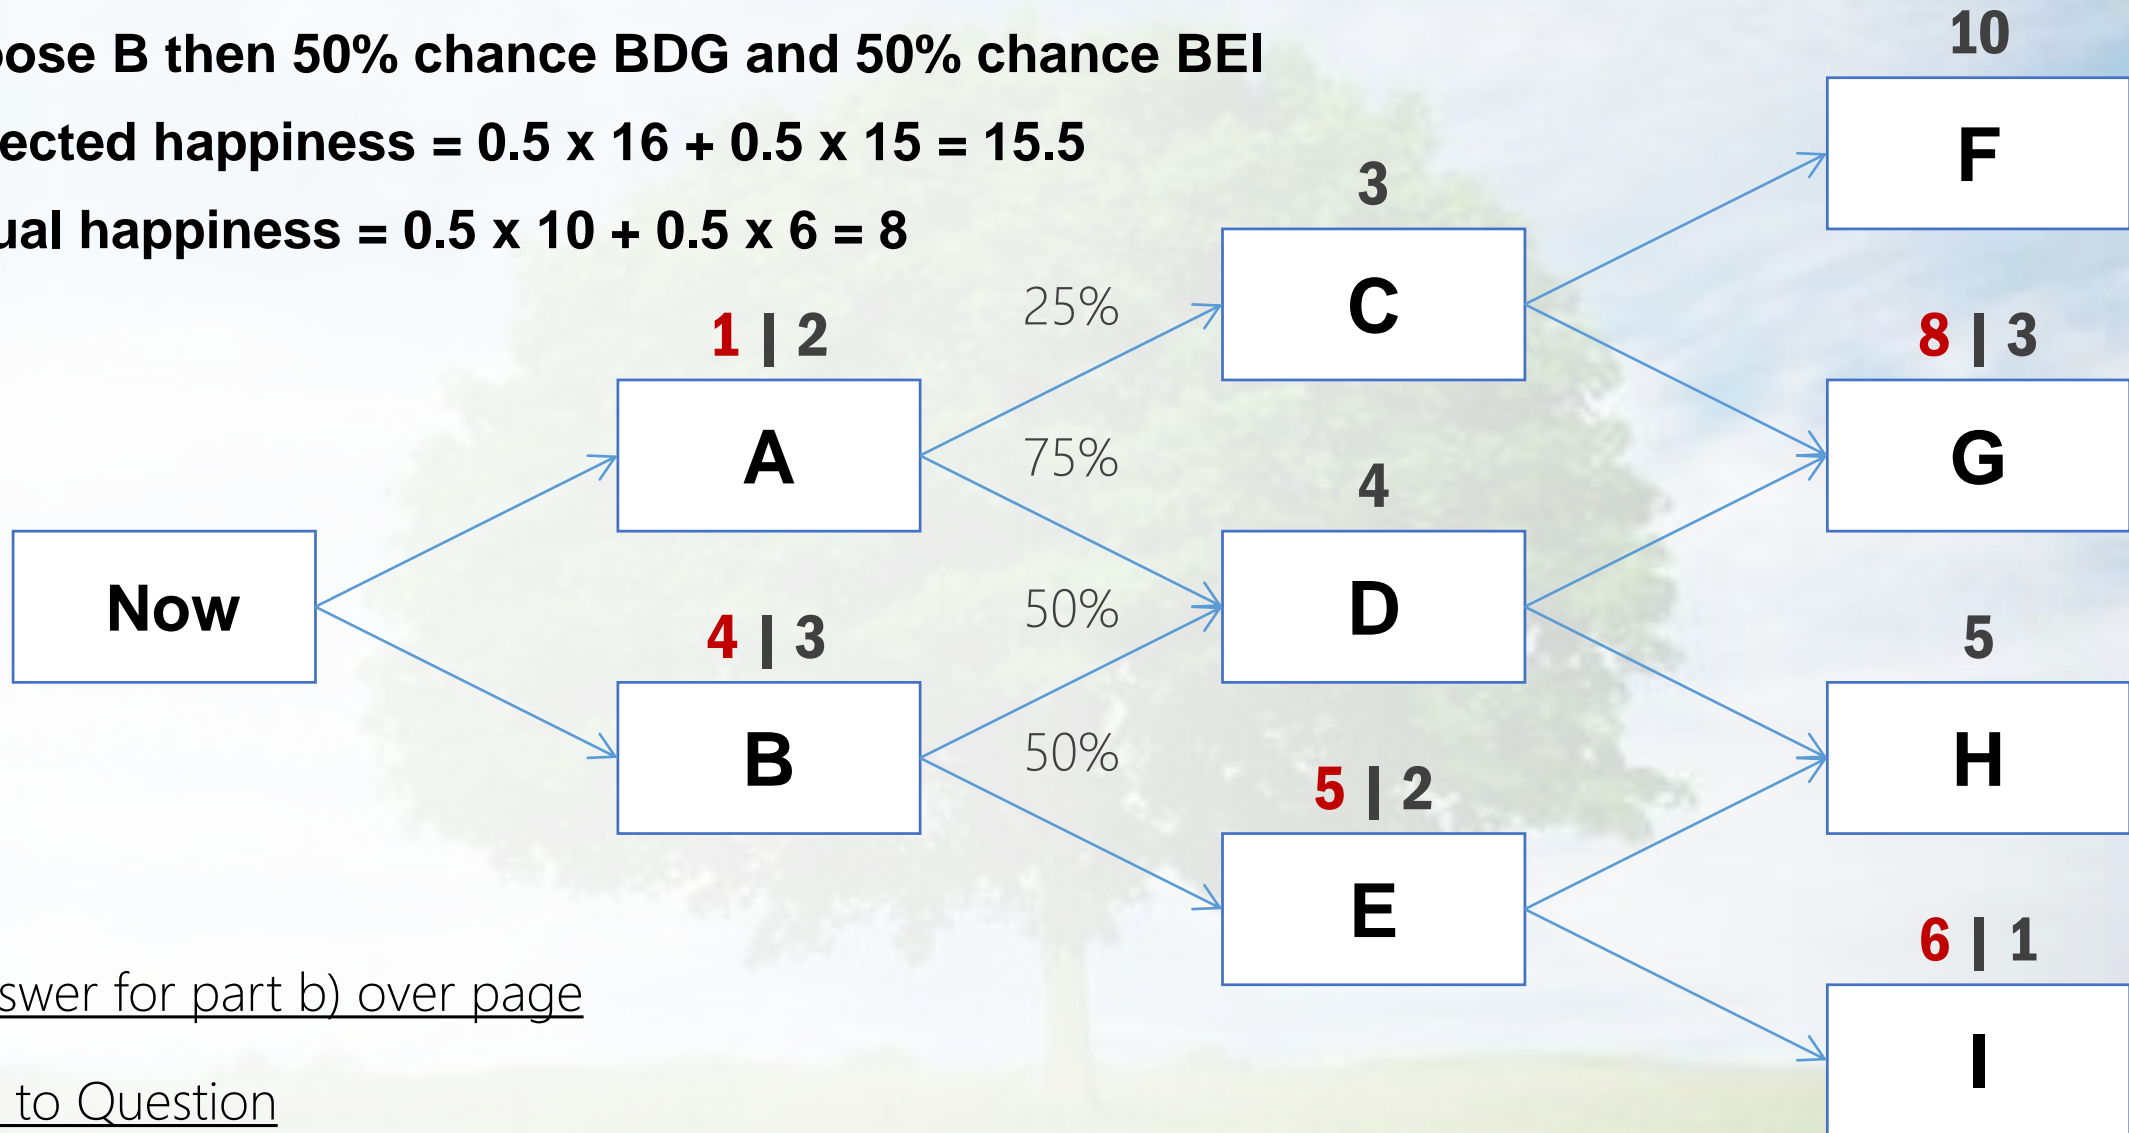 ose B then 50% chance BDG and 50% chance BEI
ected happiness = 0.5 x 16 + 0.5 x 15 = 15.5
ual happiness = 0.5 x 10 + 0.5 x 6 = 8
10
F
3
C
25%
1 | 2
A
8 | 3
G
75%
4
D
Now
50%
4 | 3
B
5
H
50%
5 | 2
E
6 | 1
I
swer for part b) over page
to Question